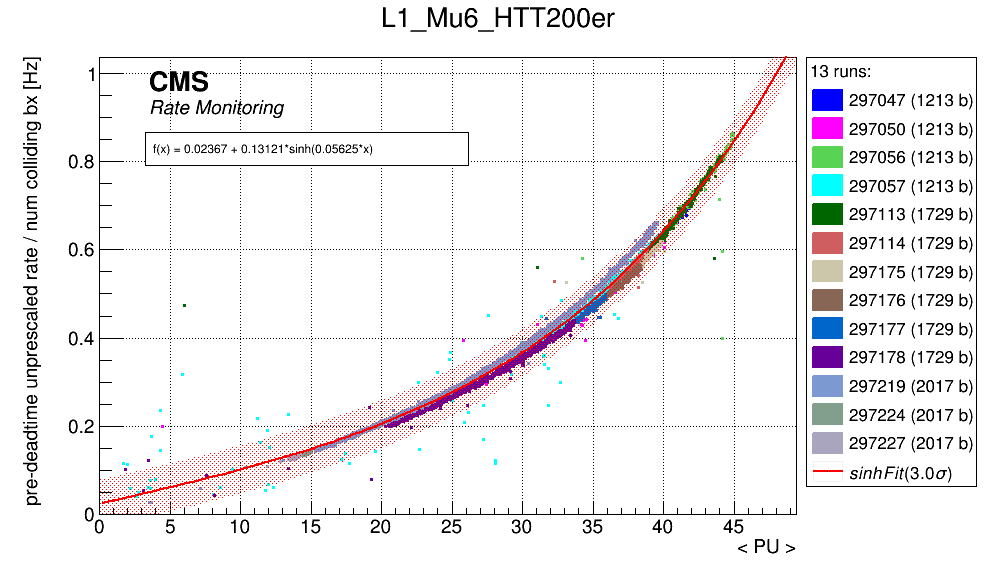 L1_Mu6_HTT200er
pre-deadtime unprescaled rate / num colliding bx [Hz]
CMS
Rate Monitoring
f(x) = 0.02367 + 0.13121*sinh(0.05625*x)
1
0.8
0.6
0.4
0.2
0
0 5 10 15 20 25 30 35 40 45
< PU >
13 runs:
297047 (1213 b)
297050 (1213 b)
297056 (1213 b)
297057 (1213 b)
297113 (1729 b)
297114 (1729 b)
297175 (1729 b)
297176 (1729 b)
297177 (1729 b)
297178 (1729 b)
297219 (2017 b)
297224 (2017 b)
297227 (2017 b)
sinhFit(3.0σ)